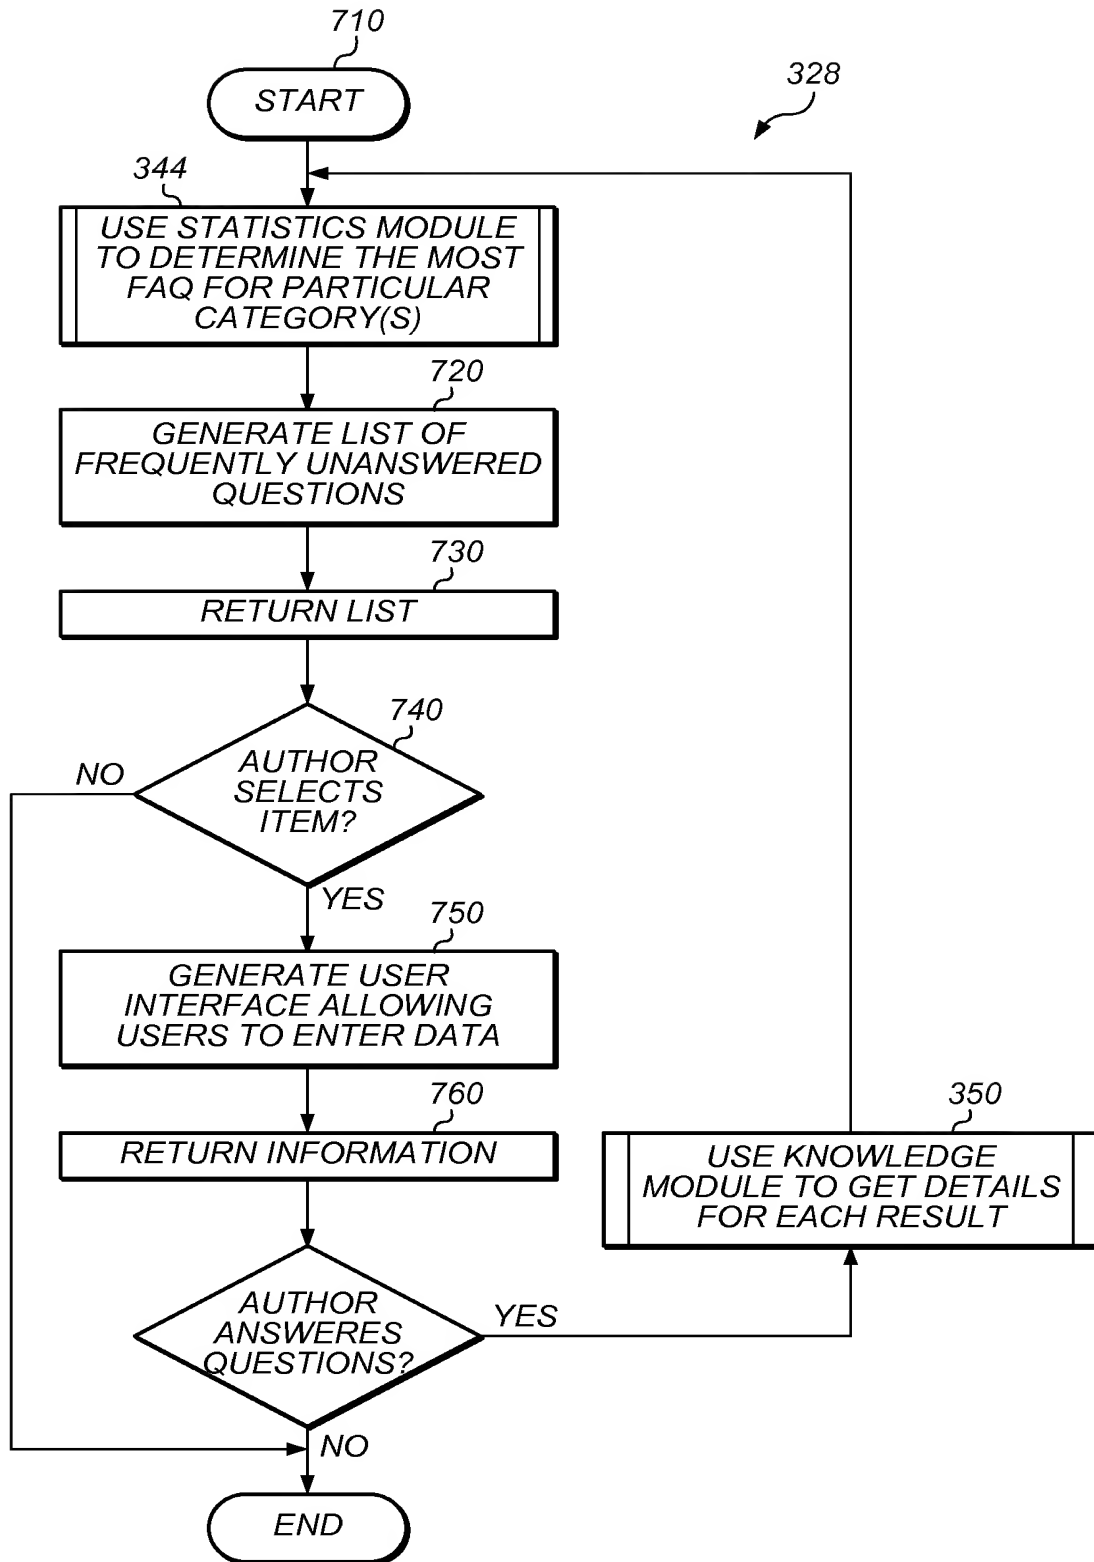 710
START
328
344
USE STATISTICS MODULE
TO DETERMINE THE MOST
FAQ FOR PARTICULAR
CATEGORY(S)
720
GENERATE LIST OF
FREQUENTLY UNANSWERED
QUESTIONS
730
RETURN LIST
740
AUTHOR
SELECTS
ITEM?
NO
YES
750
GENERATE USER
INTERFACE ALLOWING
USERS TO ENTER DATA
760
RETURN INFORMATION
350
USE KNOWLEDGE
MODULE TO GET DETAILS
FOR EACH RESULT
AUTHOR
ANSWERES
QUESTIONS?
YES
NO
END